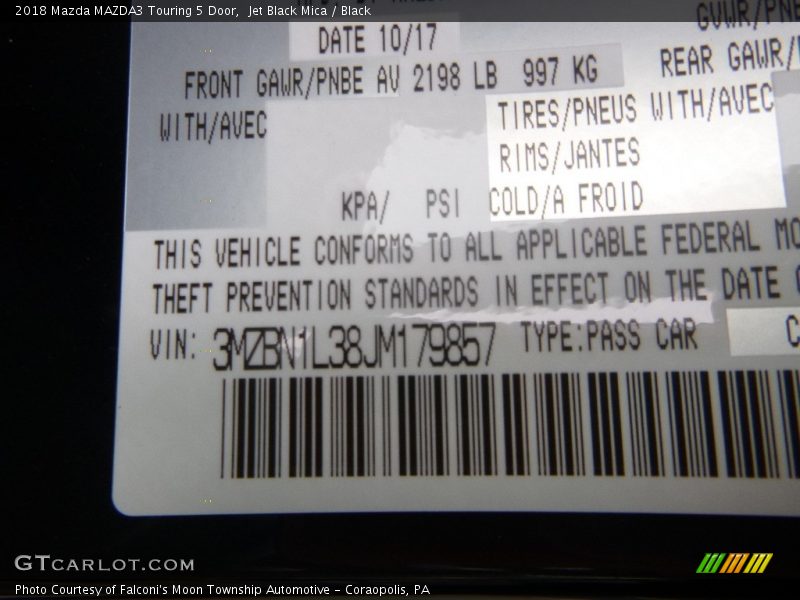 2018 Mazda MAZDA3 Touring 5 Door, Jet Black Mica / Black
GVWR/PNBE
DATE 10/17
FRONT GAWR/PNBE AV 2198 LB 997 KG
REAR GAWR/
WITH/AVEC
TIRES/PNEUS WITH/AVEC
RIMS/JANTES
KPA/ PSI COLD/A FROID
THIS VEHICLE CONFORMS TO ALL APPLICABLE FEDERAL MO
THEFT PREVENTION STANDARDS IN EFFECT ON THE DATE
VIN: 3MZBN1L38JM179857 TYPE:PASS CAR C
GTCARLOT.COM
Photo Courtesy of Falconi's Moon Township Automotive - Coraopolis, PA